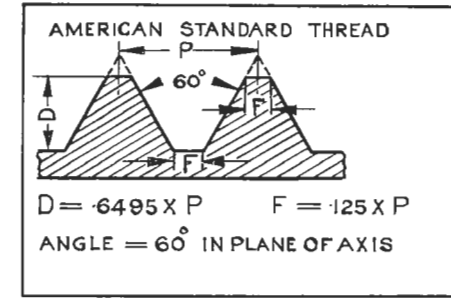 AMERICAN STANDARD THREAD
P
60°
D
F
F
D = .6495 X P F = .125 X P
ANGLE = 60° IN PLANE OF AXIS